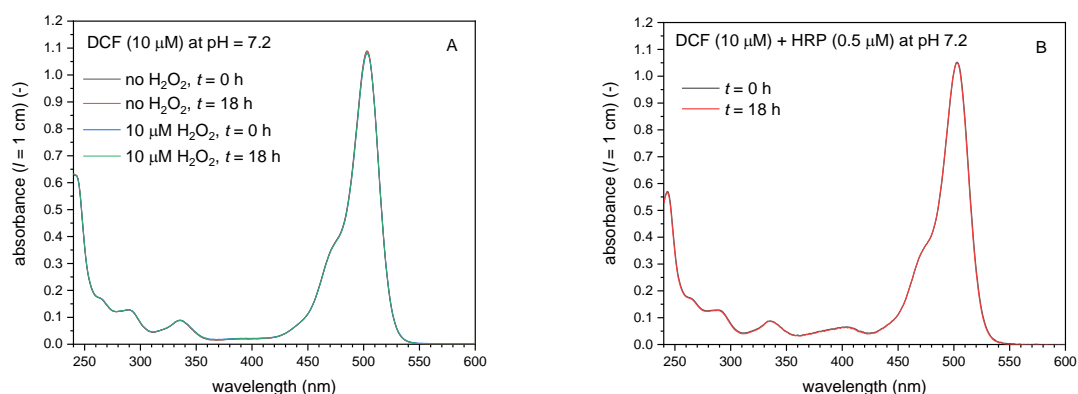 DCF (10 μM) at pH = 7.2
A
no H₂O₂, t = 0 h
no H₂O₂, t = 18 h
10 μM H₂O₂, t = 0 h
10 μM H₂O₂, t = 18 h
absorbance (l = 1 cm) (-)
1.2
1.1
1.0
0.9
0.8
0.7
0.6
0.5
0.4
0.3
0.2
0.1
0.0
250 300 350 400 450 500 550 600
wavelength (nm)
DCF (10 μM) + HRP (0.5 μM) at pH 7.2
B
t = 0 h
t = 18 h
absorbance (l = 1 cm) (-)
1.2
1.1
1.0
0.9
0.8
0.7
0.6
0.5
0.4
0.3
0.2
0.1
0.0
250 300 350 400 450 500 550 600
wavelength (nm)